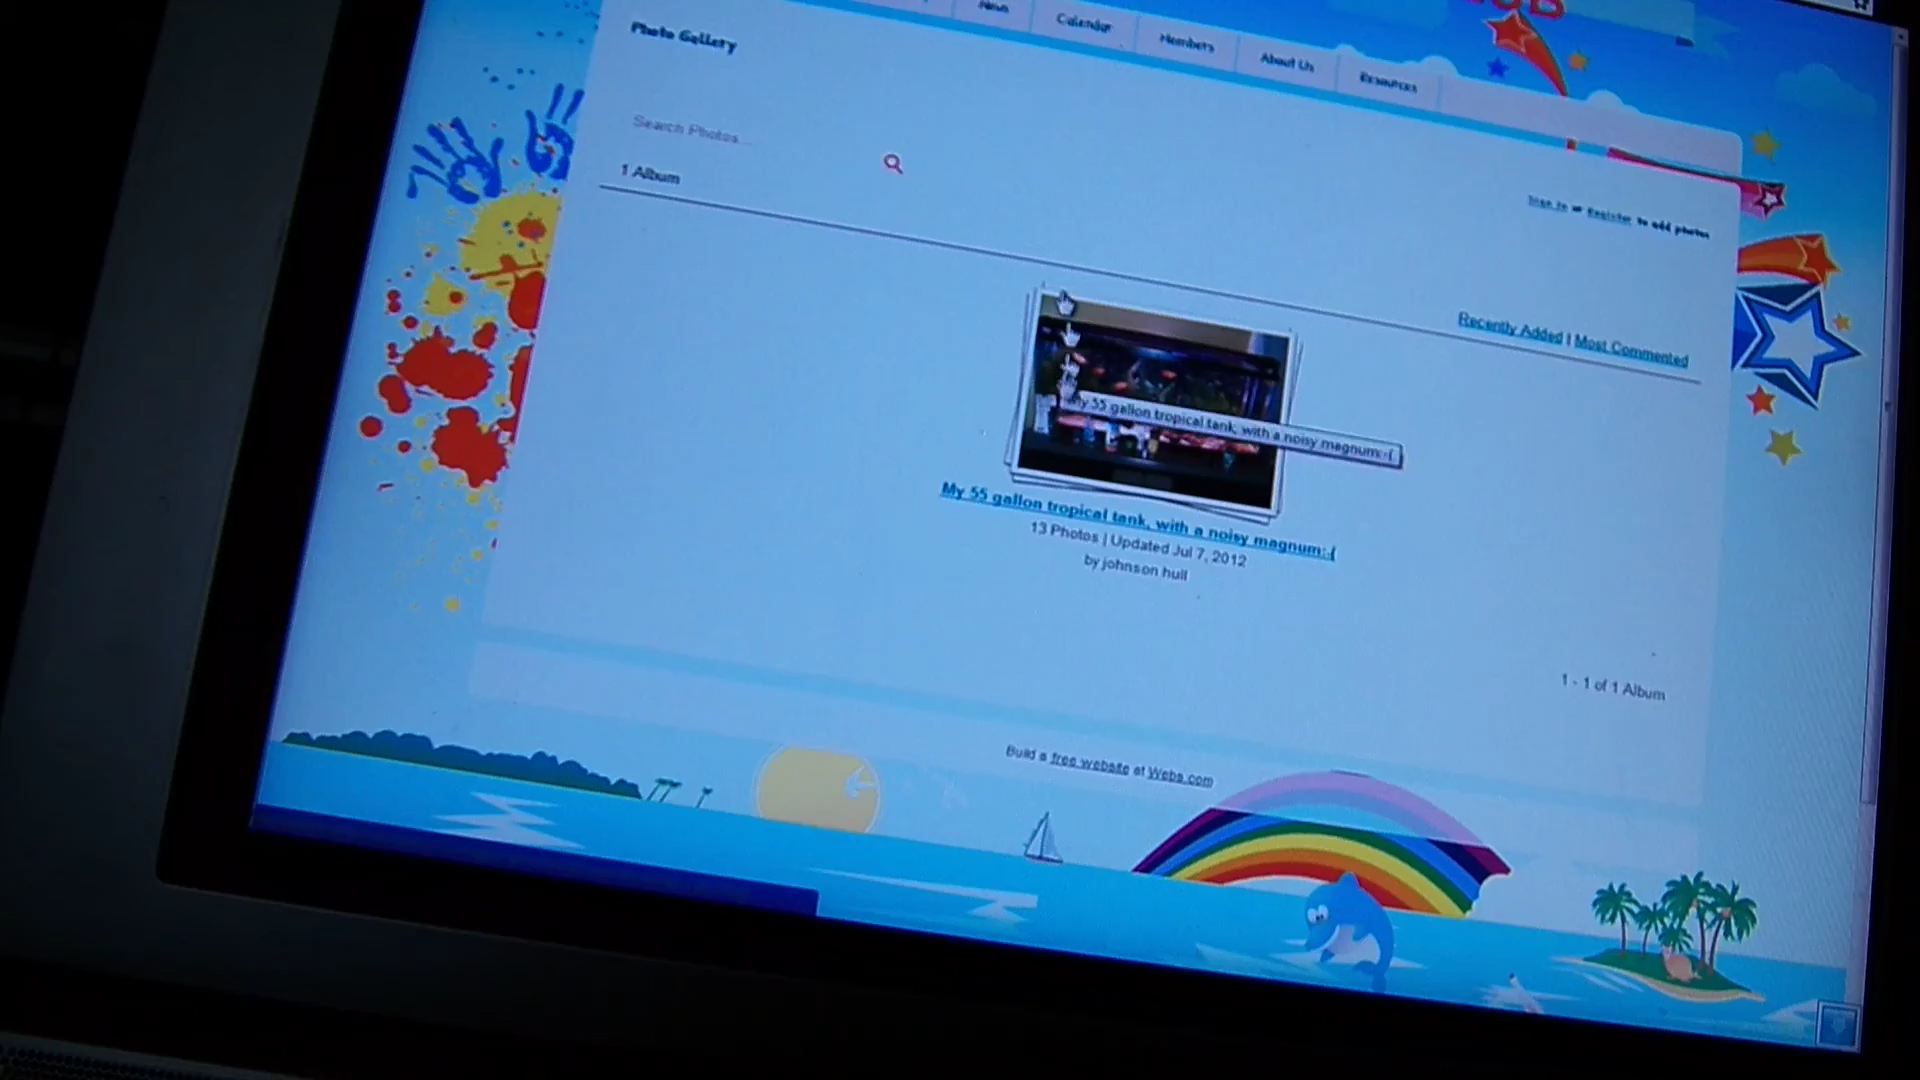 News
Calendar
Members
About Us
Resources
Photo Gallery
Search Photos...
1 Album
Sign In or Register to add photos
Recently Added | Most Commented
My 55 gallon tropical tank, with a noisy magnum:-(
My 55 gallon tropical tank, with a noisy magnum:-(
13 Photos | Updated Jul 7, 2012
by johnson hull
1 - 1 of 1 Album
Build a free website at Webs.com